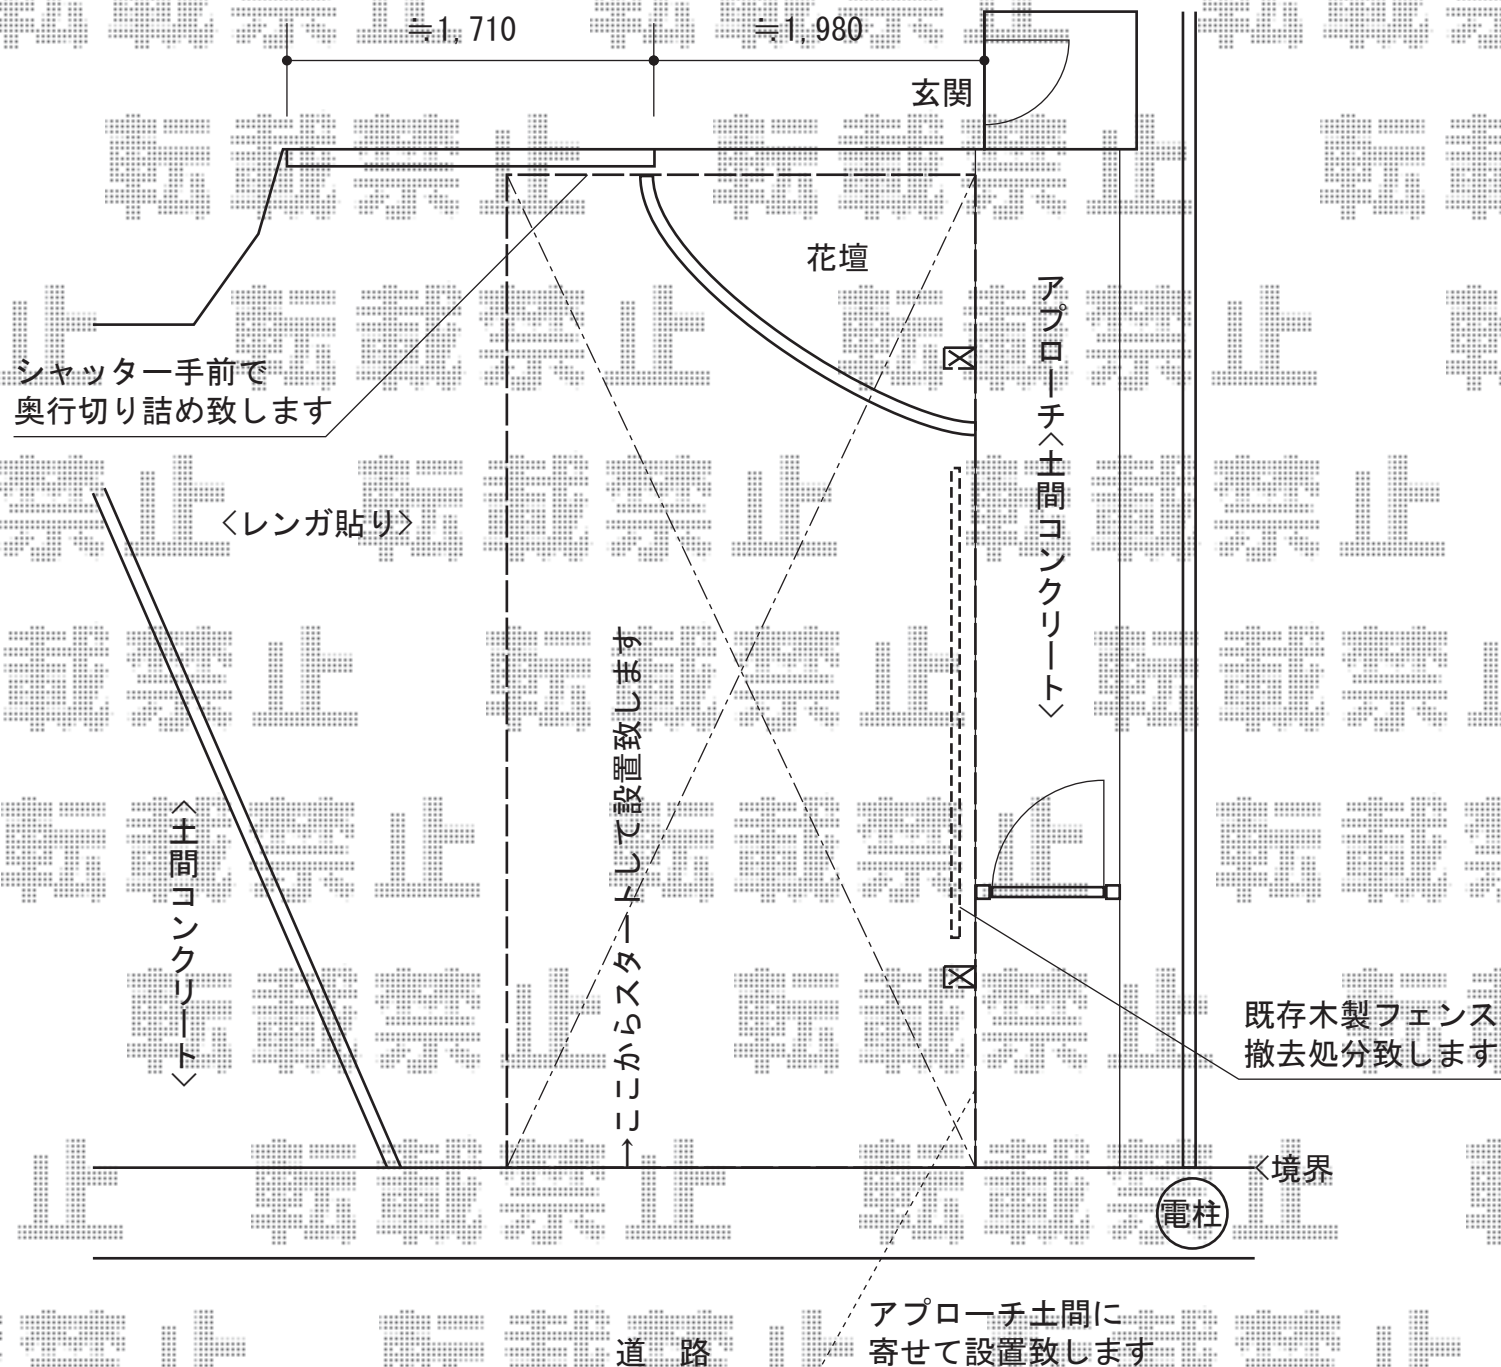 ≒1,710
≒1,980
玄関
花壇
アプローチ〈土間コンクリート〉
シャッター手前で
奥行切り詰め致します
〈レンガ貼り〉
〈土間コンクリート〉
←ここからスタートして設置致します
既存木製フェンス
撤去処分致します
〈境界
電柱
アプローチ土間に
寄せて設置致します
道 路
転載禁止